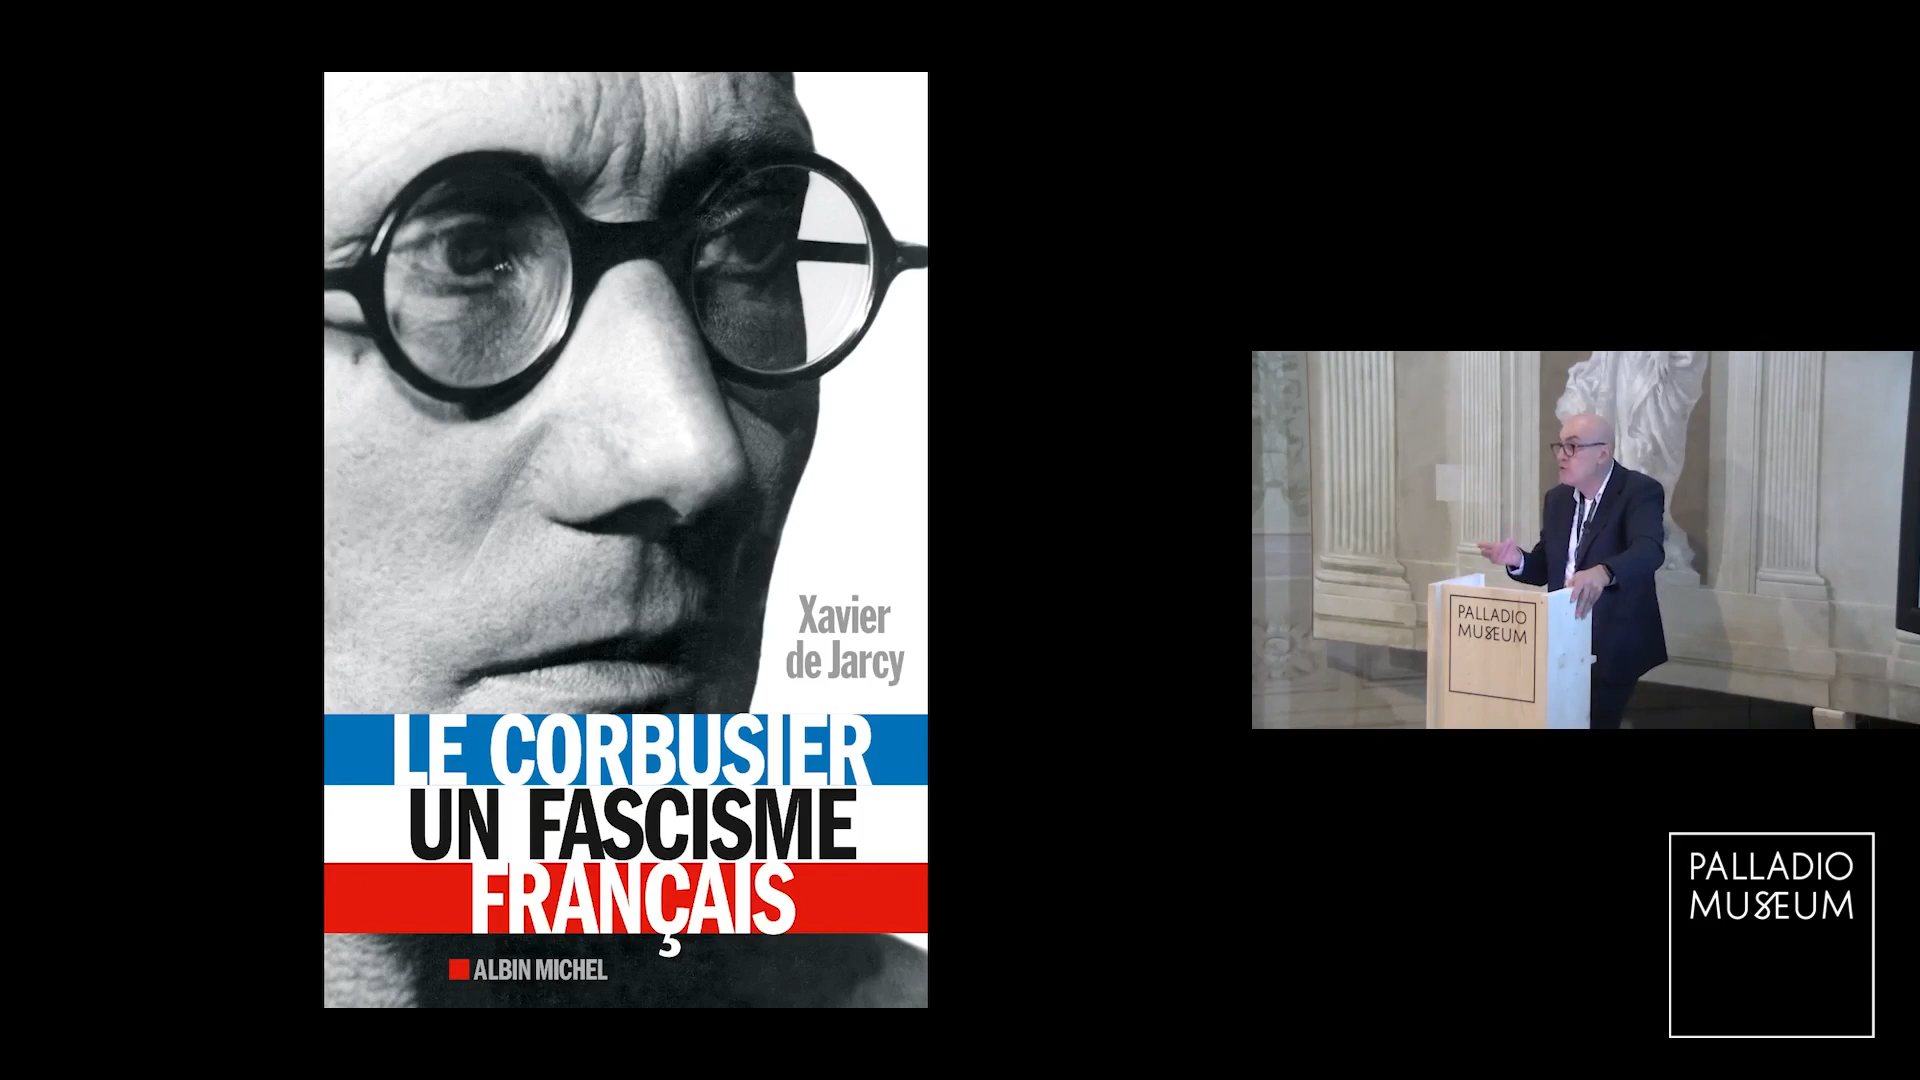 Xavier
de Jarcy
LE CORBUSIER
UN FASCISME
FRANÇAIS
ALBIN MICHEL
PALLADIO
MUSEUM
PALLADIO
MUSEUM